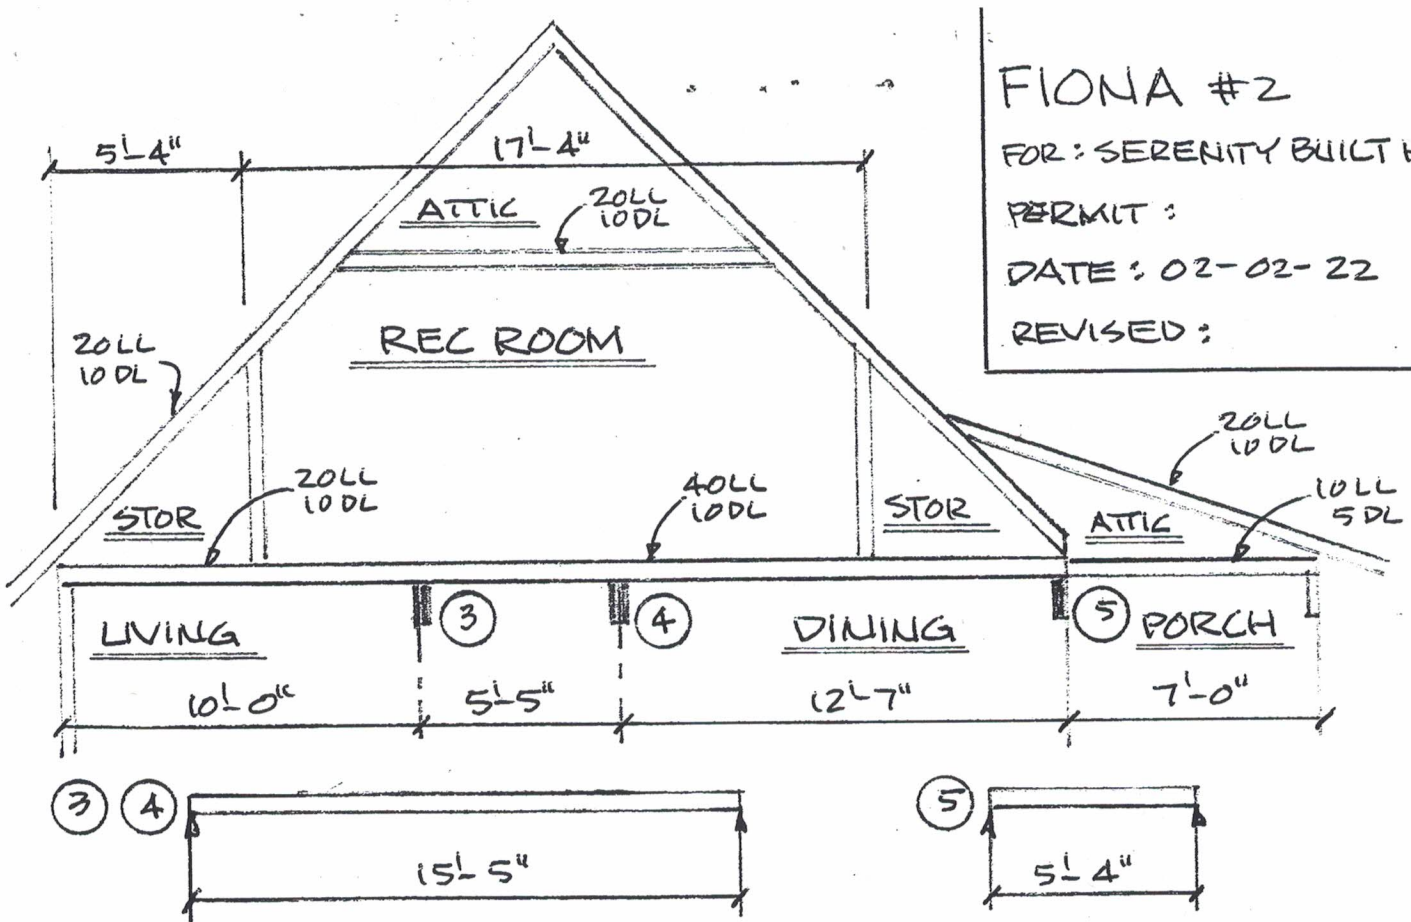 FIONA #2
FOR: SERENITY BUILT
PERMIT:
DATE: 02-02-22
REVISED:
5'-4"
17'-4"
ATTIC
20LL
10DL
REC ROOM
20LL
10DL
20LL
10DL
STOR
20LL
10DL
40LL
10DL
STOR
ATTIC
10LL
5DL
LIVING
3
4
DINING
5
PORCH
10'-0"
5'-5"
12'-7"
7'-0"
3 4
15'-5"
5
5'-4"